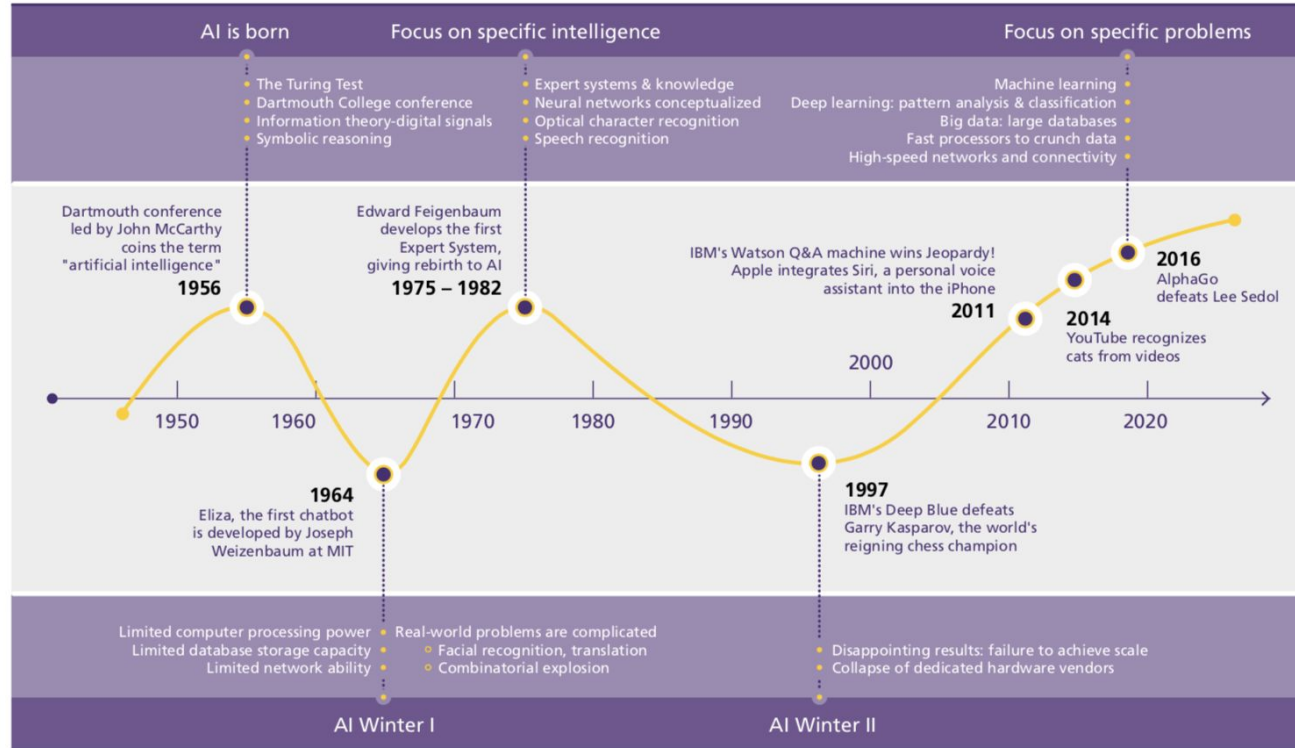 AI is born
Focus on specific intelligence
Focus on specific problems
The Turing Test
Dartmouth College conference
Information theory-digital signals
Symbolic reasoning
Expert systems & knowledge
Neural networks conceptualized
Optical character recognition
Speech recognition
Machine learning
Deep learning: pattern analysis & classification
Big data: large databases
Fast processors to crunch data
High-speed networks and connectivity
Dartmouth conference
led by John McCarthy
coins the term
"artificial intelligence"
1956
Edward Feigenbaum
develops the first
Expert System,
giving rebirth to AI
1975 – 1982
IBM's Watson Q&A machine wins Jeopardy!
Apple integrates Siri, a personal voice
assistant into the iPhone
2011
2016
AlphaGo
defeats Lee Sedol
2014
YouTube recognizes
cats from videos
1950
1960
1970
1980
1990
2000
2010
2020
1964
Eliza, the first chatbot
is developed by Joseph
Weizenbaum at MIT
1997
IBM's Deep Blue defeats
Garry Kasparov, the world's
reigning chess champion
Limited computer processing power
Limited database storage capacity
Limited network ability
Real-world problems are complicated
Facial recognition, translation
Combinatorial explosion
Disappointing results: failure to achieve scale
Collapse of dedicated hardware vendors
AI Winter I
AI Winter II